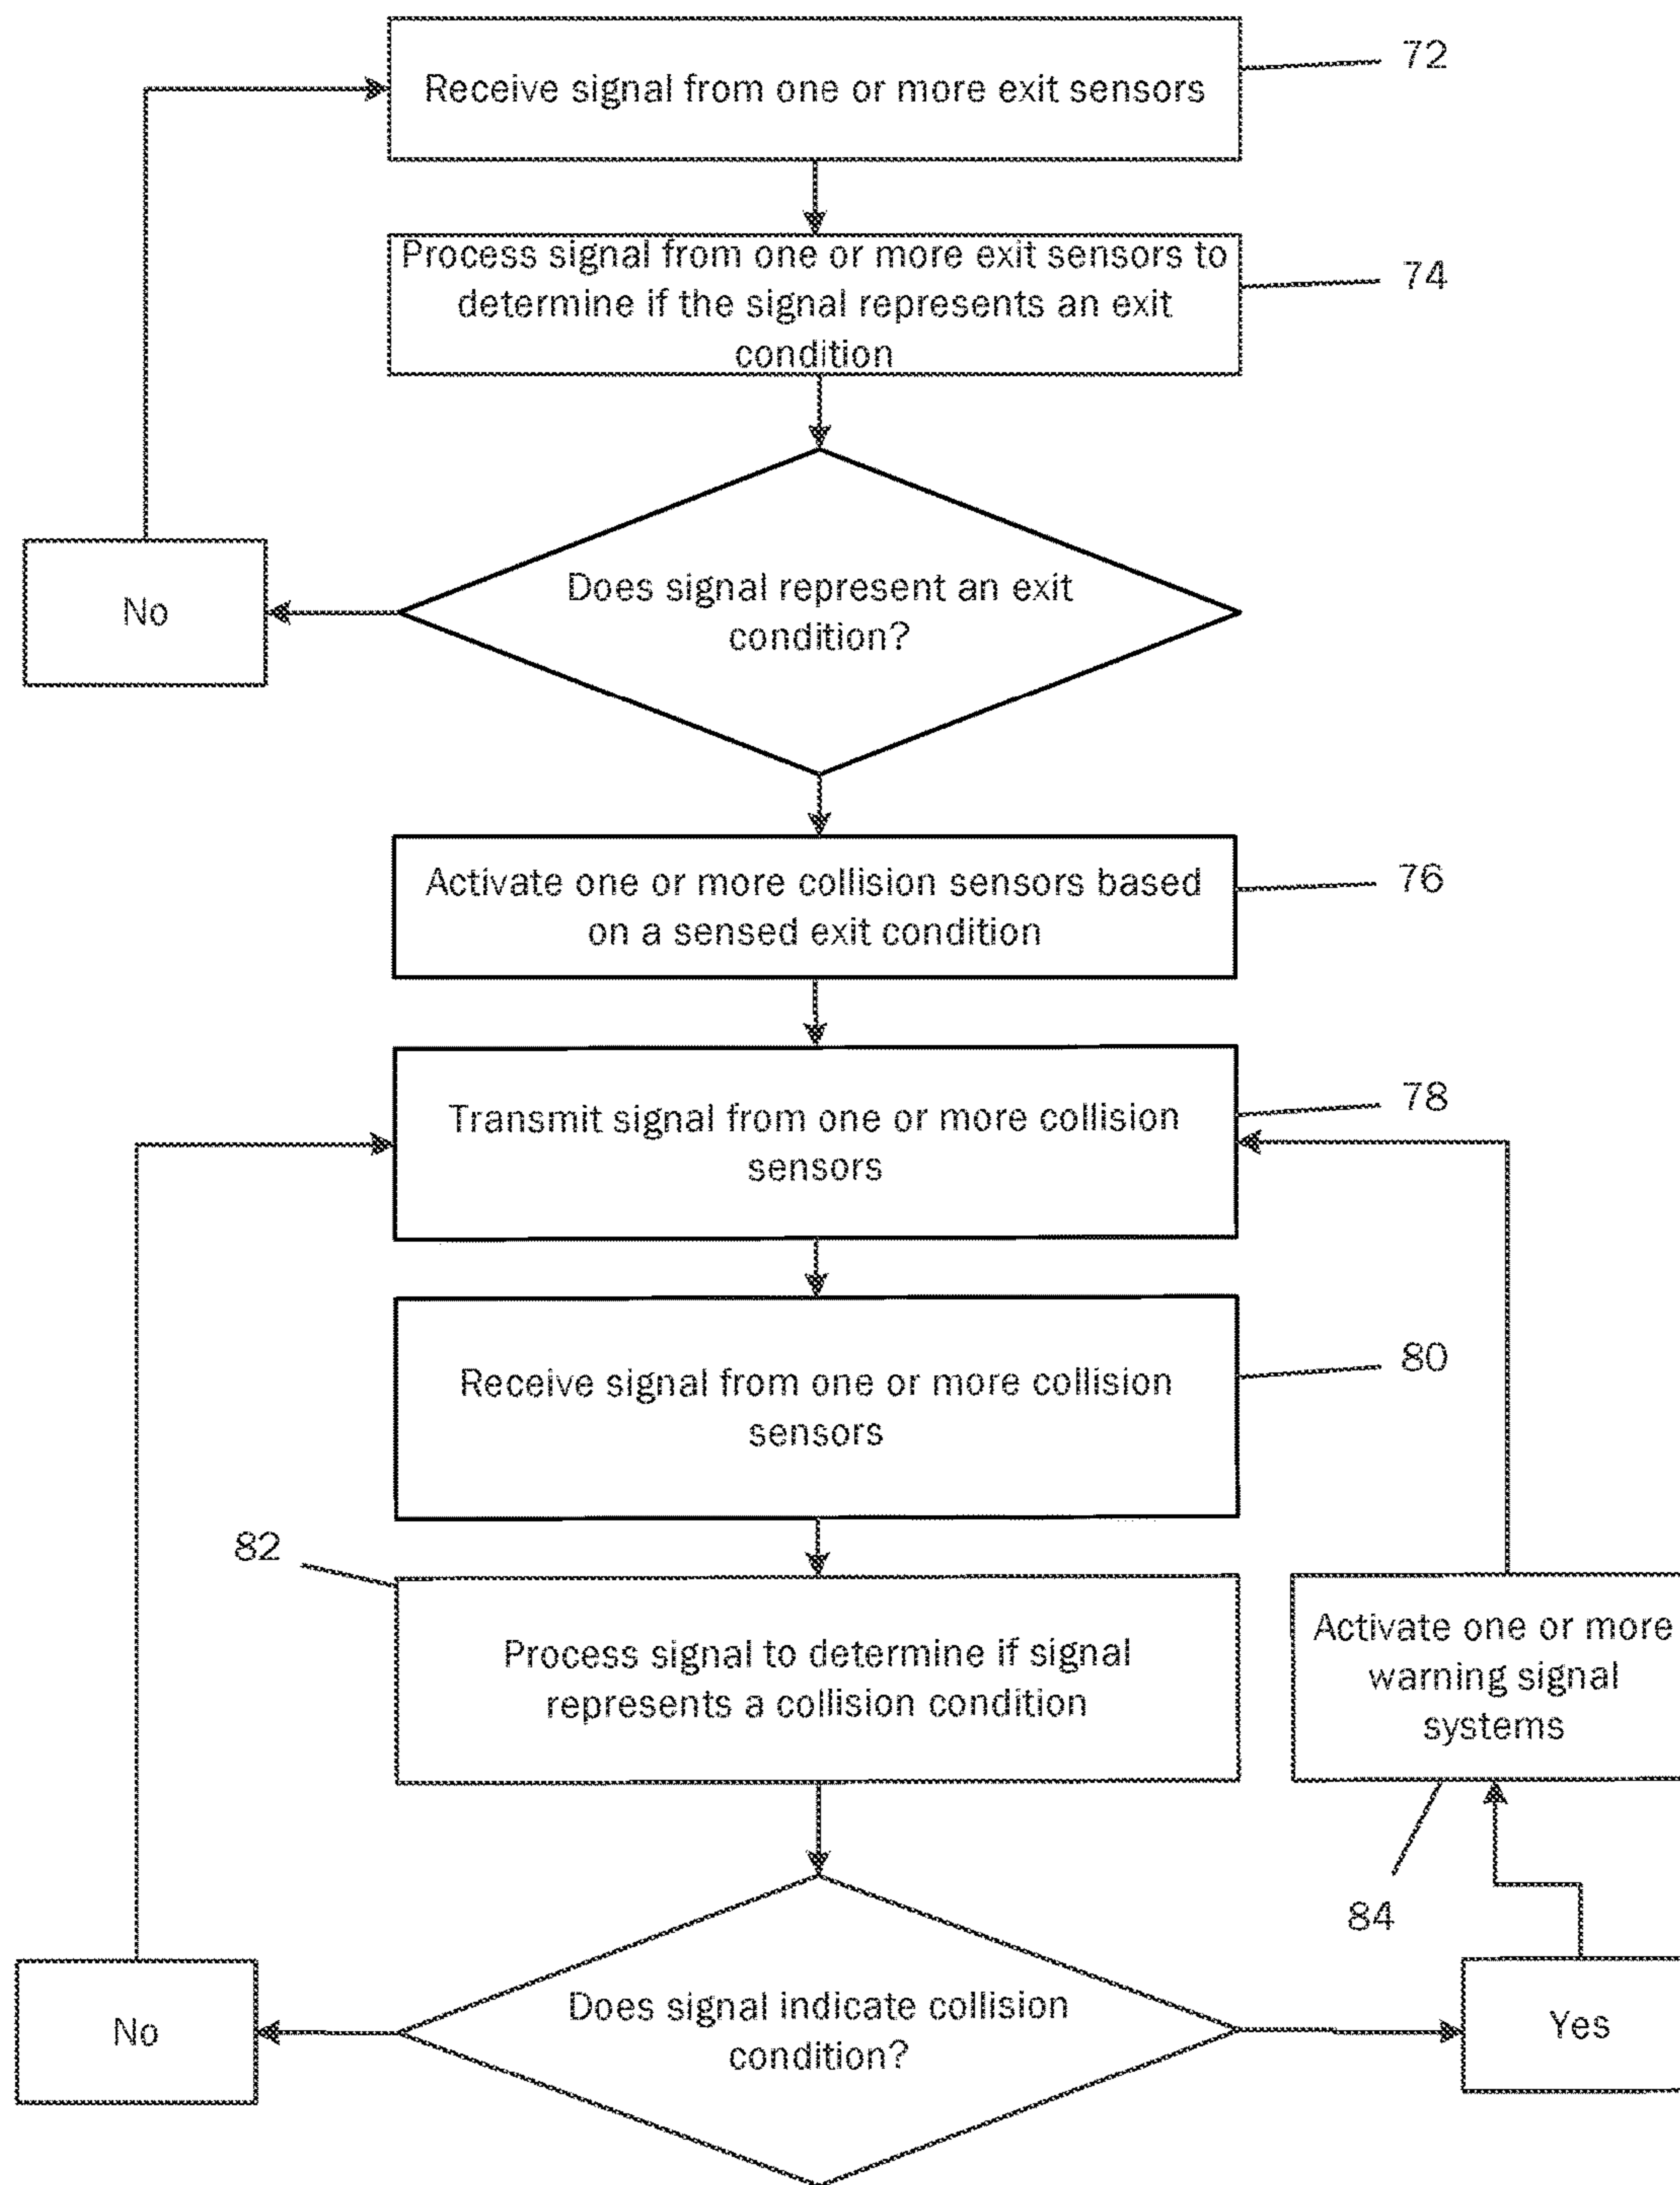 Receive signal from one or more exit sensors
72
Process signal from one or more exit sensors to
determine if the signal represents an exit
condition
74
Does signal represent an exit
condition?
No
Activate one or more collision sensors based
on a sensed exit condition
76
Transmit signal from one or more collision
sensors
78
Receive signal from one or more collision
sensors
80
82
Process signal to determine if signal
represents a collision condition
Activate one or more
warning signal
systems
84
Does signal indicate collision
condition?
No
Yes